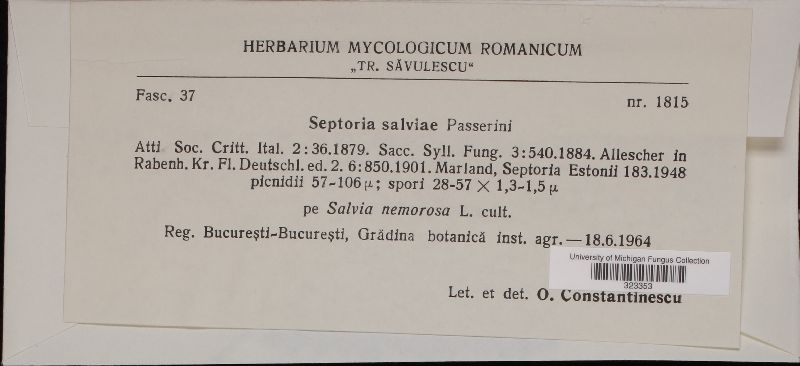 HERBARIUM MYCOLOGICUM ROMANICUM
„TR. SĂVULESCU“
Fasc. 37
nr. 1815
Septoria salviae Passerini
Atti Soc. Critt. Ital. 2:36.1879. Sacc. Syll. Fung. 3:540.1884. Allescher in
Rabenh. Kr. Fl. Deutschl. ed. 2. 6:850.1901. Marland, Septoria Estonii 183.1948
picnidii 57-106 µ; spori 28-57 × 1,3-1,5 µ
pe Salvia nemorosa L. cult.
Reg. București-București, Grădina botanică inst. agr. — 18.6.1964
University of Michigan Fungus Collection
323353
Let. et det. O. Constantinescu